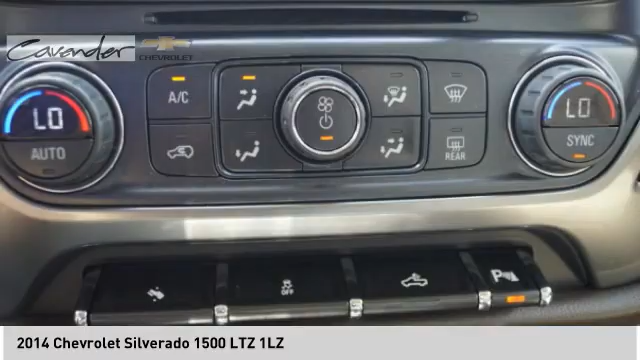 Cavender
CHEVROLET
LO
A/C
LO
AUTO
SYNC
REAR
OFF
2014 Chevrolet Silverado 1500 LTZ 1LZ